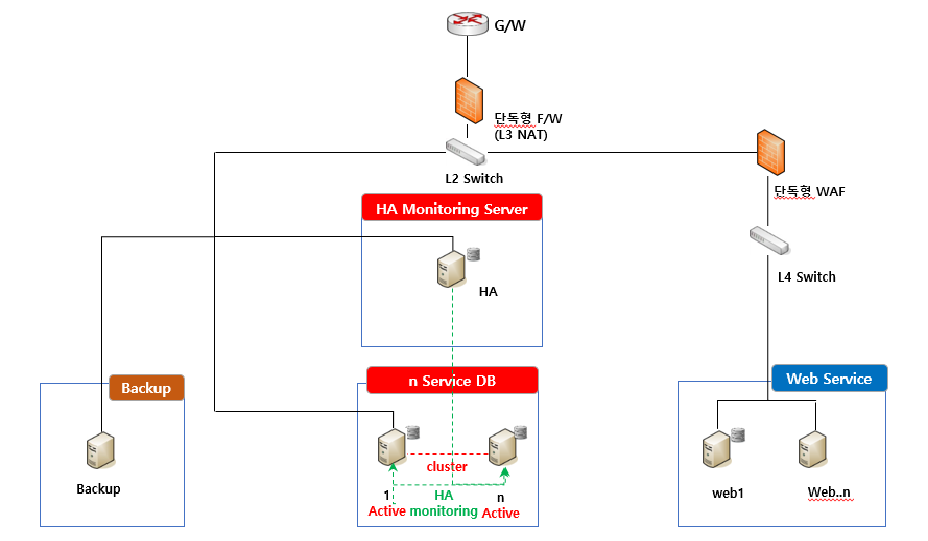 G/W
단독형 F/W
(L3 NAT)
L2 Switch
단독형 WAF
HA Monitoring Server
L4 Switch
HA
Backup
n Service DB
Web Service
cluster
Backup
1
HA
n
web1
Web..n
Active monitoring Active